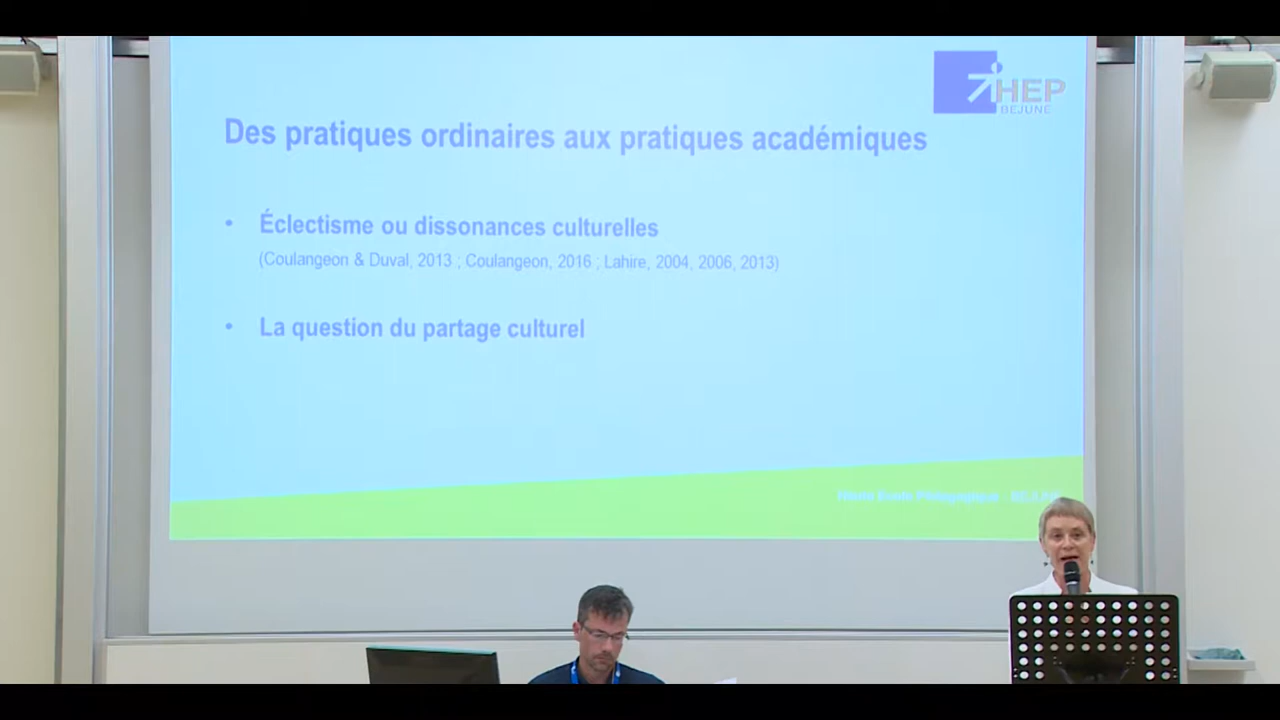 HEP
BEJUNE
Des pratiques ordinaires aux pratiques académiques
• Éclectisme ou dissonances culturelles
(Coulangeon & Duval, 2013 ; Coulangeon, 2016 ; Lahire, 2004, 2006, 2013)
• La question du partage culturel